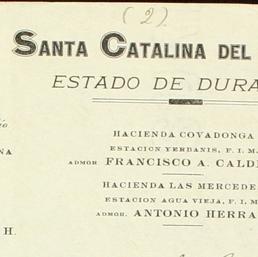 (2)
SANTA CATALINA DEL
ESTADO DE DURA
HACIENDA COVADONGA
ESTACION YERBANIS, F. I. M.
NA
ADMOR FRANCISCO A. CALDE
HACIENDA LAS MERCEDE
ESTACION AGUA VIEJA, F. I. M
ADMOR. ANTONIO HERRA
H.